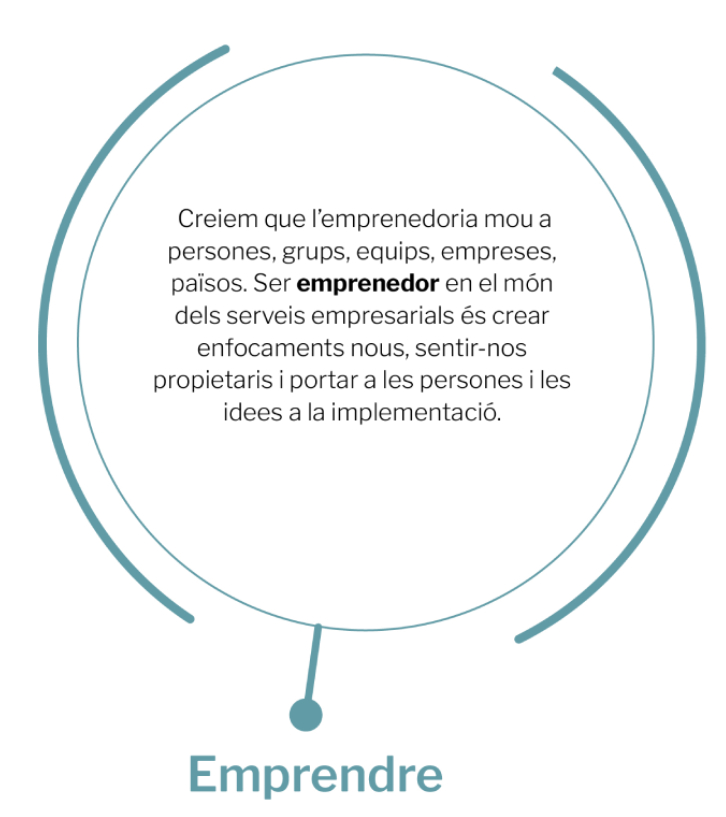 Creiem que l’emprenedoria mou a
persones, grups, equips, empreses,
països. Ser emprenedor en el món
dels serveis empresarials és crear
enfocaments nous, sentir-nos
propietaris i portar a les persones i les
idees a la implementació.
Emprendre